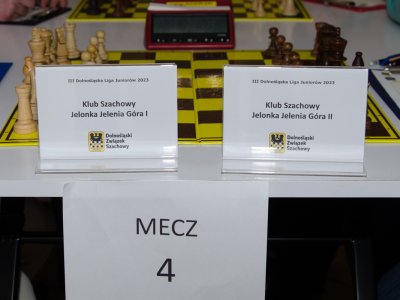 III Dolnośląska Liga Juniorów 2023
Klub Szachowy
Jelonka Jelenia Góra I
Dolnośląski
Związek
Szachowy
III Dolnośląska Liga Juniorów 2023
Klub Szachowy
Jelonka Jelenia Góra II
Dolnośląski
Związek
Szachowy
MECZ
4